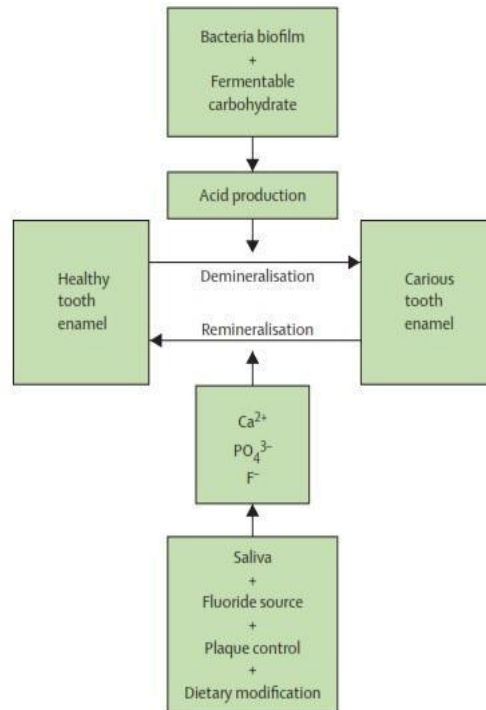 Bacteria biofilm
+
Fermentable
carbohydrate
Acid production
Healthy
tooth
enamel
Demineralisation
Remineralisation
Carious
tooth
enamel
Ca²⁺
PO₄³⁻
F⁻
Saliva
+
Fluoride source
+
Plaque control
+
Dietary modification